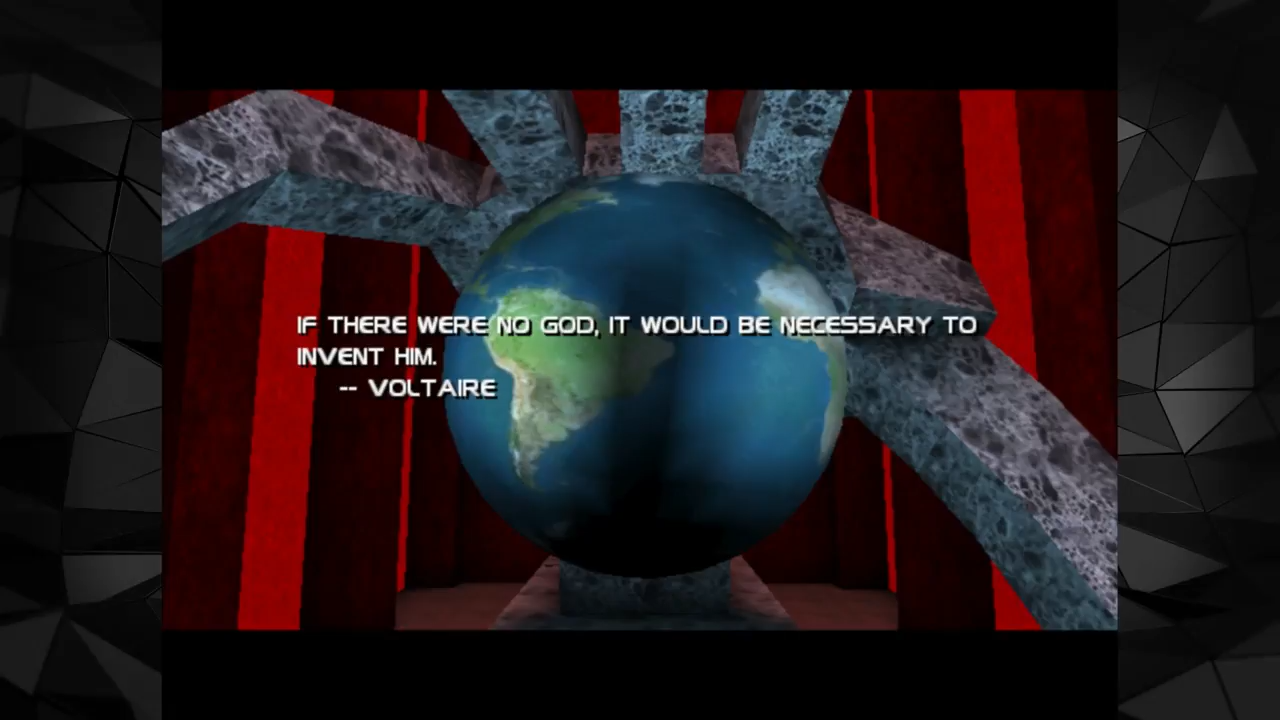 IF THERE WERE NO GOD, IT WOULD BE NECESSARY TO
INVENT HIM.
-- VOLTAIRE